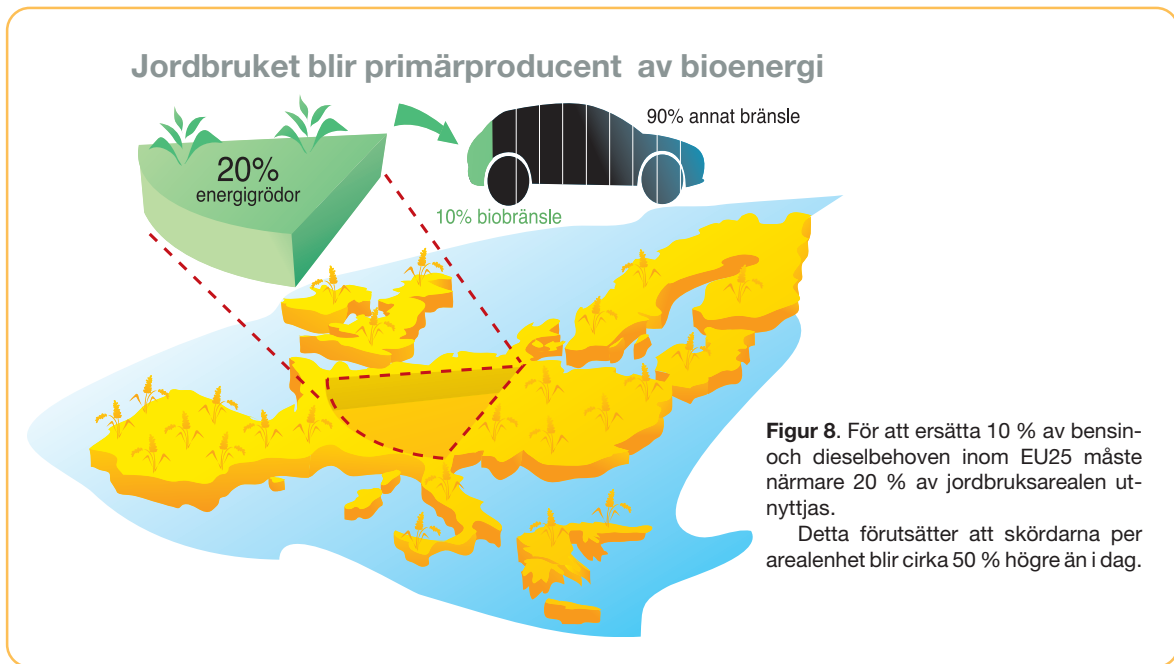 Jordbruket blir primärproducent av bioenergi
90% annat bränsle
20%
energigrödor
10% biobränsle
Figur 8. För att ersätta 10 % av bensin-
och dieselbehoven inom EU25 måste
närmare 20 % av jordbruksarealen ut-
nyttjas.
Detta förutsätter att skördarna per
arealenhet blir cirka 50 % högre än i dag.